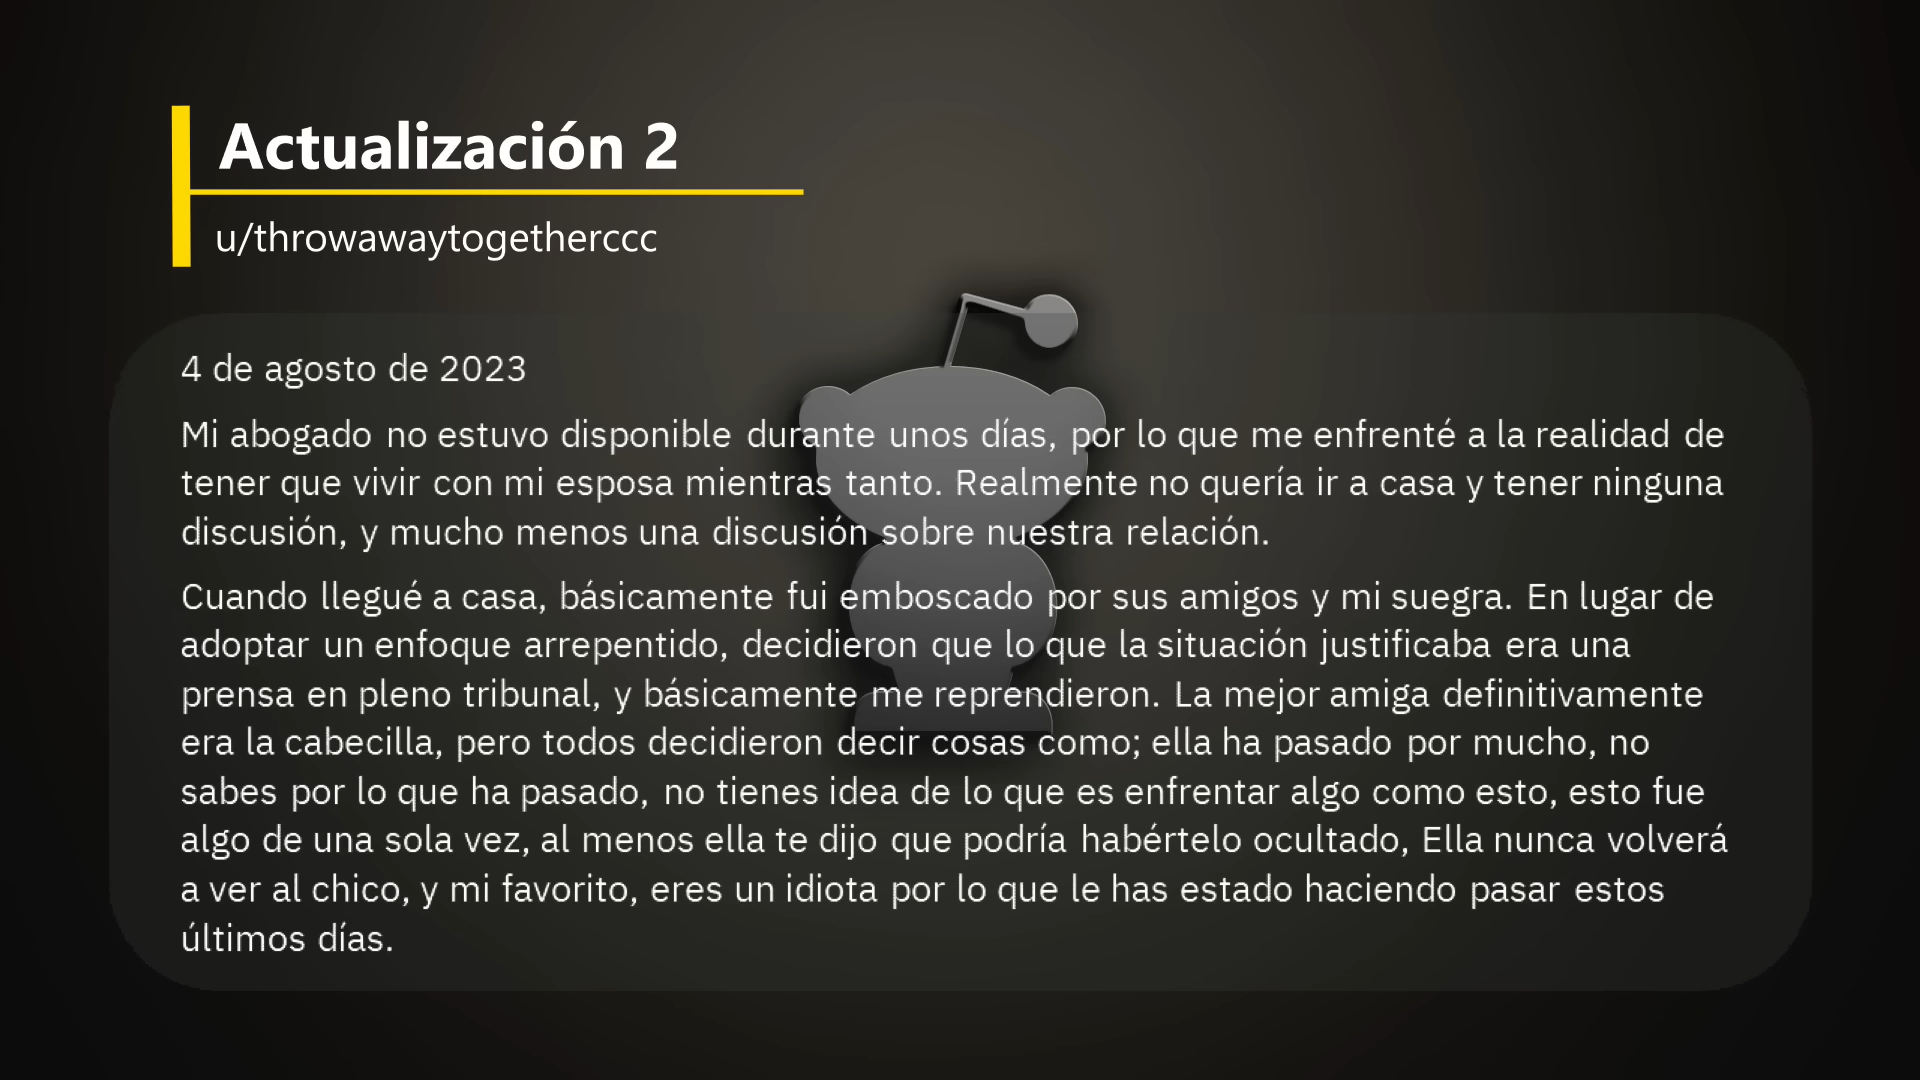 Actualización 2
u/throwawaytogetherccc
4 de agosto de 2023
Mi abogado no estuvo disponible durante unos días, por lo que me enfrenté a la realidad de
tener que vivir con mi esposa mientras tanto. Realmente no quería ir a casa y tener ninguna
discusión, y mucho menos una discusión sobre nuestra relación.
Cuando llegué a casa, básicamente fui emboscado por sus amigos y mi suegra. En lugar de
adoptar un enfoque arrepentido, decidieron que lo que la situación justificaba era una
prensa en pleno tribunal, y básicamente me reprendieron. La mejor amiga definitivamente
era la cabecilla, pero todos decidieron decir cosas como; ella ha pasado por mucho, no
sabes por lo que ha pasado, no tienes idea de lo que es enfrentar algo como esto, esto fue
algo de una sola vez, al menos ella te dijo que podría habértelo ocultado, Ella nunca volverá
a ver al chico, y mi favorito, eres un idiota por lo que le has estado haciendo pasar estos
últimos días.